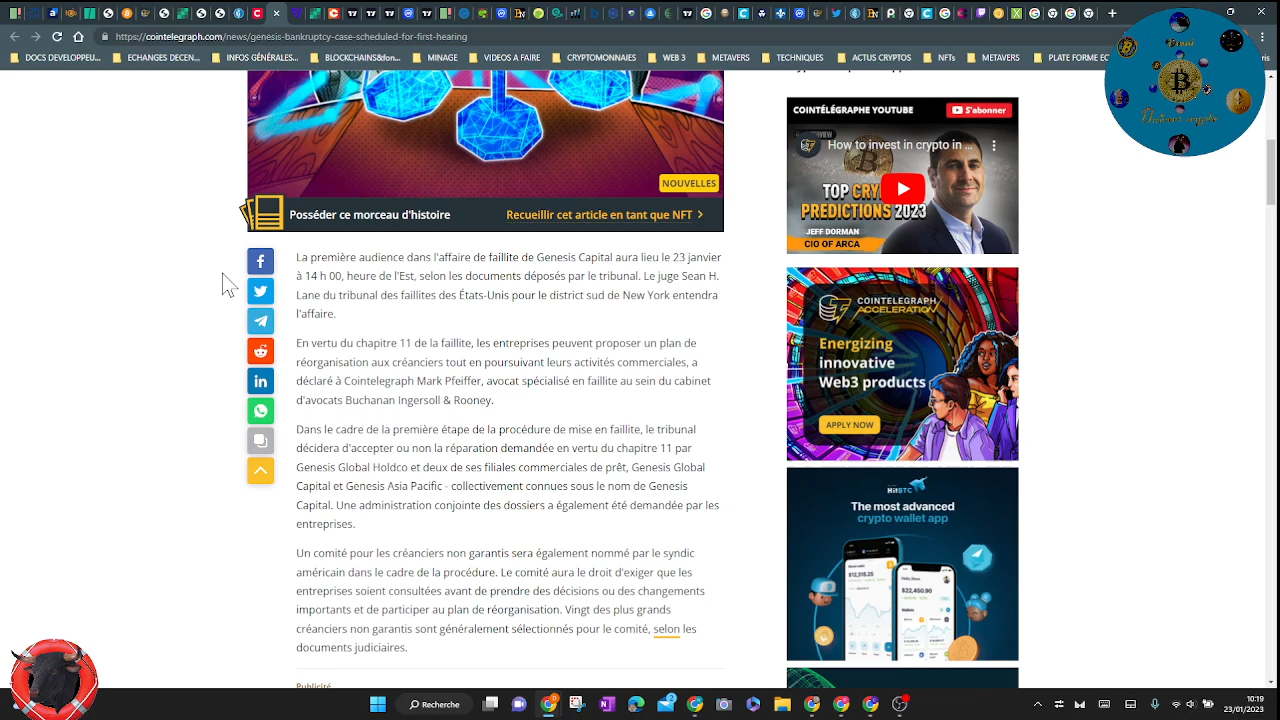 https://cointelegraph.com/news/genesis-bankruptcy-case-scheduled-for-first-hearing
DOCS DEVELOPPEU... ECHANGES DECEN... INFOS GÉNÉRALES... BLOCKCHAINS&fon... MINAGE VIDEOS A FAIRE CRYPTOMONNAIES WEB 3 METAVERS TECHNIQUES ACTUS CRYPTOS NFTs METAVERS PLATE FORME EC
NOUVELLES
Posséder ce morceau d'histoire
Recueillir cet article en tant que NFT
La première audience dans l'affaire de faillite de Genesis Capital aura lieu le 23 janvier
à 14 h 00, heure de l'Est, selon les documents déposés par le tribunal. Le juge Sean H.
Lane du tribunal des faillites des États-Unis pour le district sud de New York entendra
l'affaire.
En vertu du chapitre 11 de la faillite, les entreprises peuvent proposer un plan de
réorganisation aux créanciers tout en poursuivant leurs activités commerciales, a
déclaré à Cointelegraph Mark Pfeiffer, avocat spécialisé en faillite au sein du cabinet
d'avocats Buchanan Ingersoll & Rooney.
Dans le cadre de la première étape de la procédure de mise en faillite, le tribunal
décidera d'accepter ou non la réparation demandée en vertu du chapitre 11 par
Genesis Global Holdco et deux de ses filiales commerciales de prêt, Genesis Global
Capital et Genesis Asia Pacific - collectivement connues sous le nom de Genesis
Capital. Une administration conjointe des dossiers a également été demandée par les
entreprises.
Un comité pour les créanciers non garantis sera également nommé par le syndic
américain dans le cadre de la procédure. Le comité aura le droit d'exiger que les
entreprises soient consultées avant de prendre des décisions ou des changements
importants et de participer au plan de réorganisation. Vingt des plus grands
créanciers non garantis sont généralement sélectionnés pour le comité, selon les
documents judiciaires.
Publicité
COINTÉLÉGRAPHE YOUTUBE
S'abonner
How to invest in crypto in ...
TOP CRY
PREDICTIONS 2023
JEFF DORMAN
CIO OF ARCA
COINTELEGRAPH
ACCELERATION
Energizing
innovative
Web3 products
APPLY NOW
HitBTC
The most advanced
crypto wallet app
$12,315.25
$22,450.90
Recherche
10:19
23/01/2023